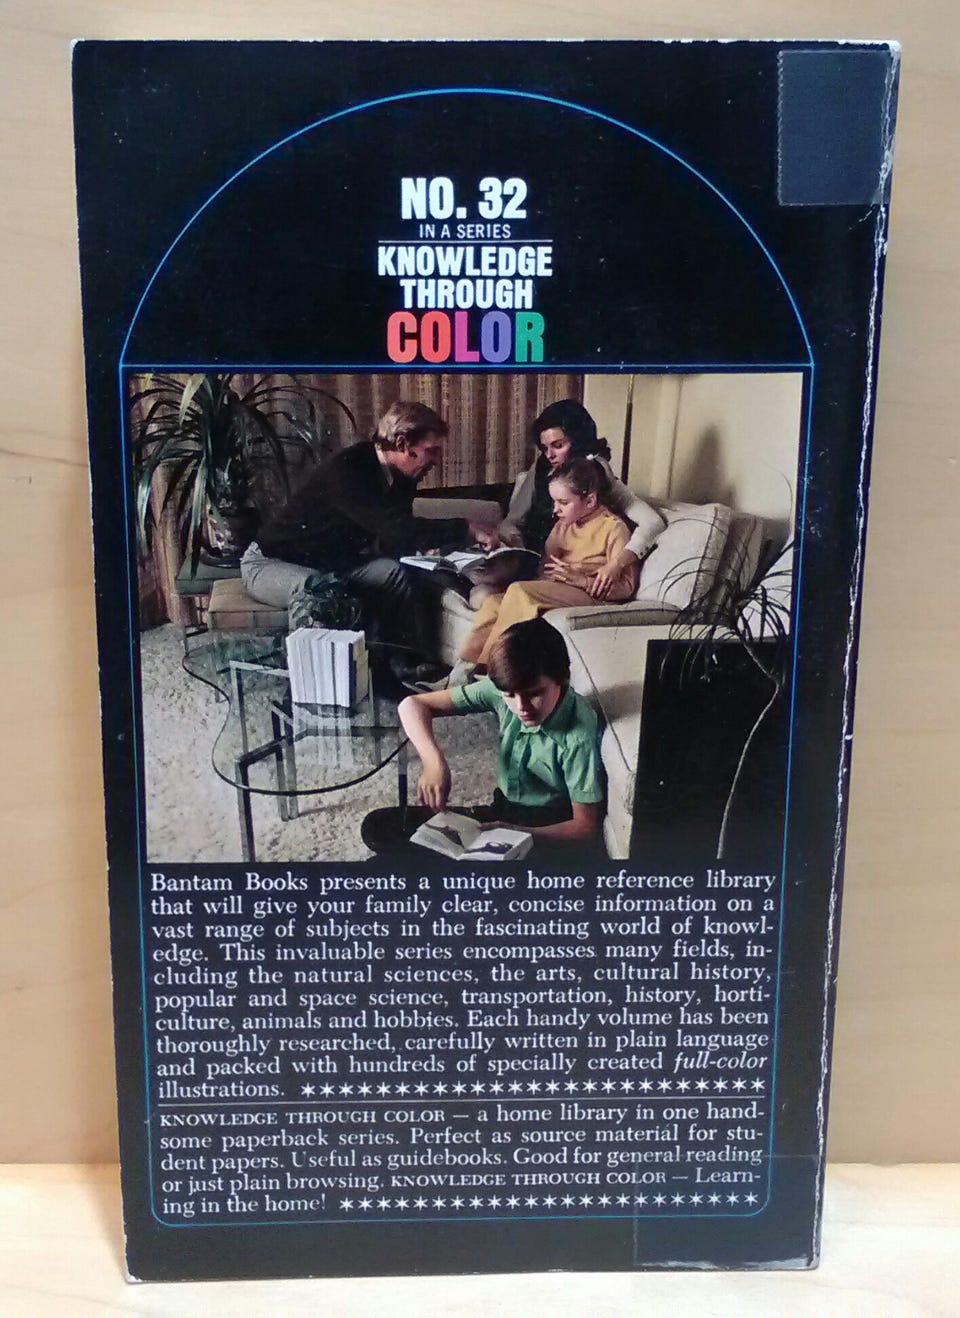 NO. 32
IN A SERIES
KNOWLEDGE
THROUGH
COLOR
Bantam Books presents a unique home reference library
that will give your family clear, concise information on a
vast range of subjects in the fascinating world of knowl-
edge. This invaluable series encompasses many fields, in-
cluding the natural sciences, the arts, cultural history,
popular and space science, transportation, history, horti-
culture, animals and hobbies. Each handy volume has been
thoroughly researched, carefully written in plain language
and packed with hundreds of specially created full-color
illustrations. ************************
KNOWLEDGE THROUGH COLOR — a home library in one hand-
some paperback series. Perfect as source material for stu-
dent papers. Useful as guidebooks. Good for general reading
or just plain browsing. KNOWLEDGE THROUGH COLOR — Learn-
ing in the home! **********************